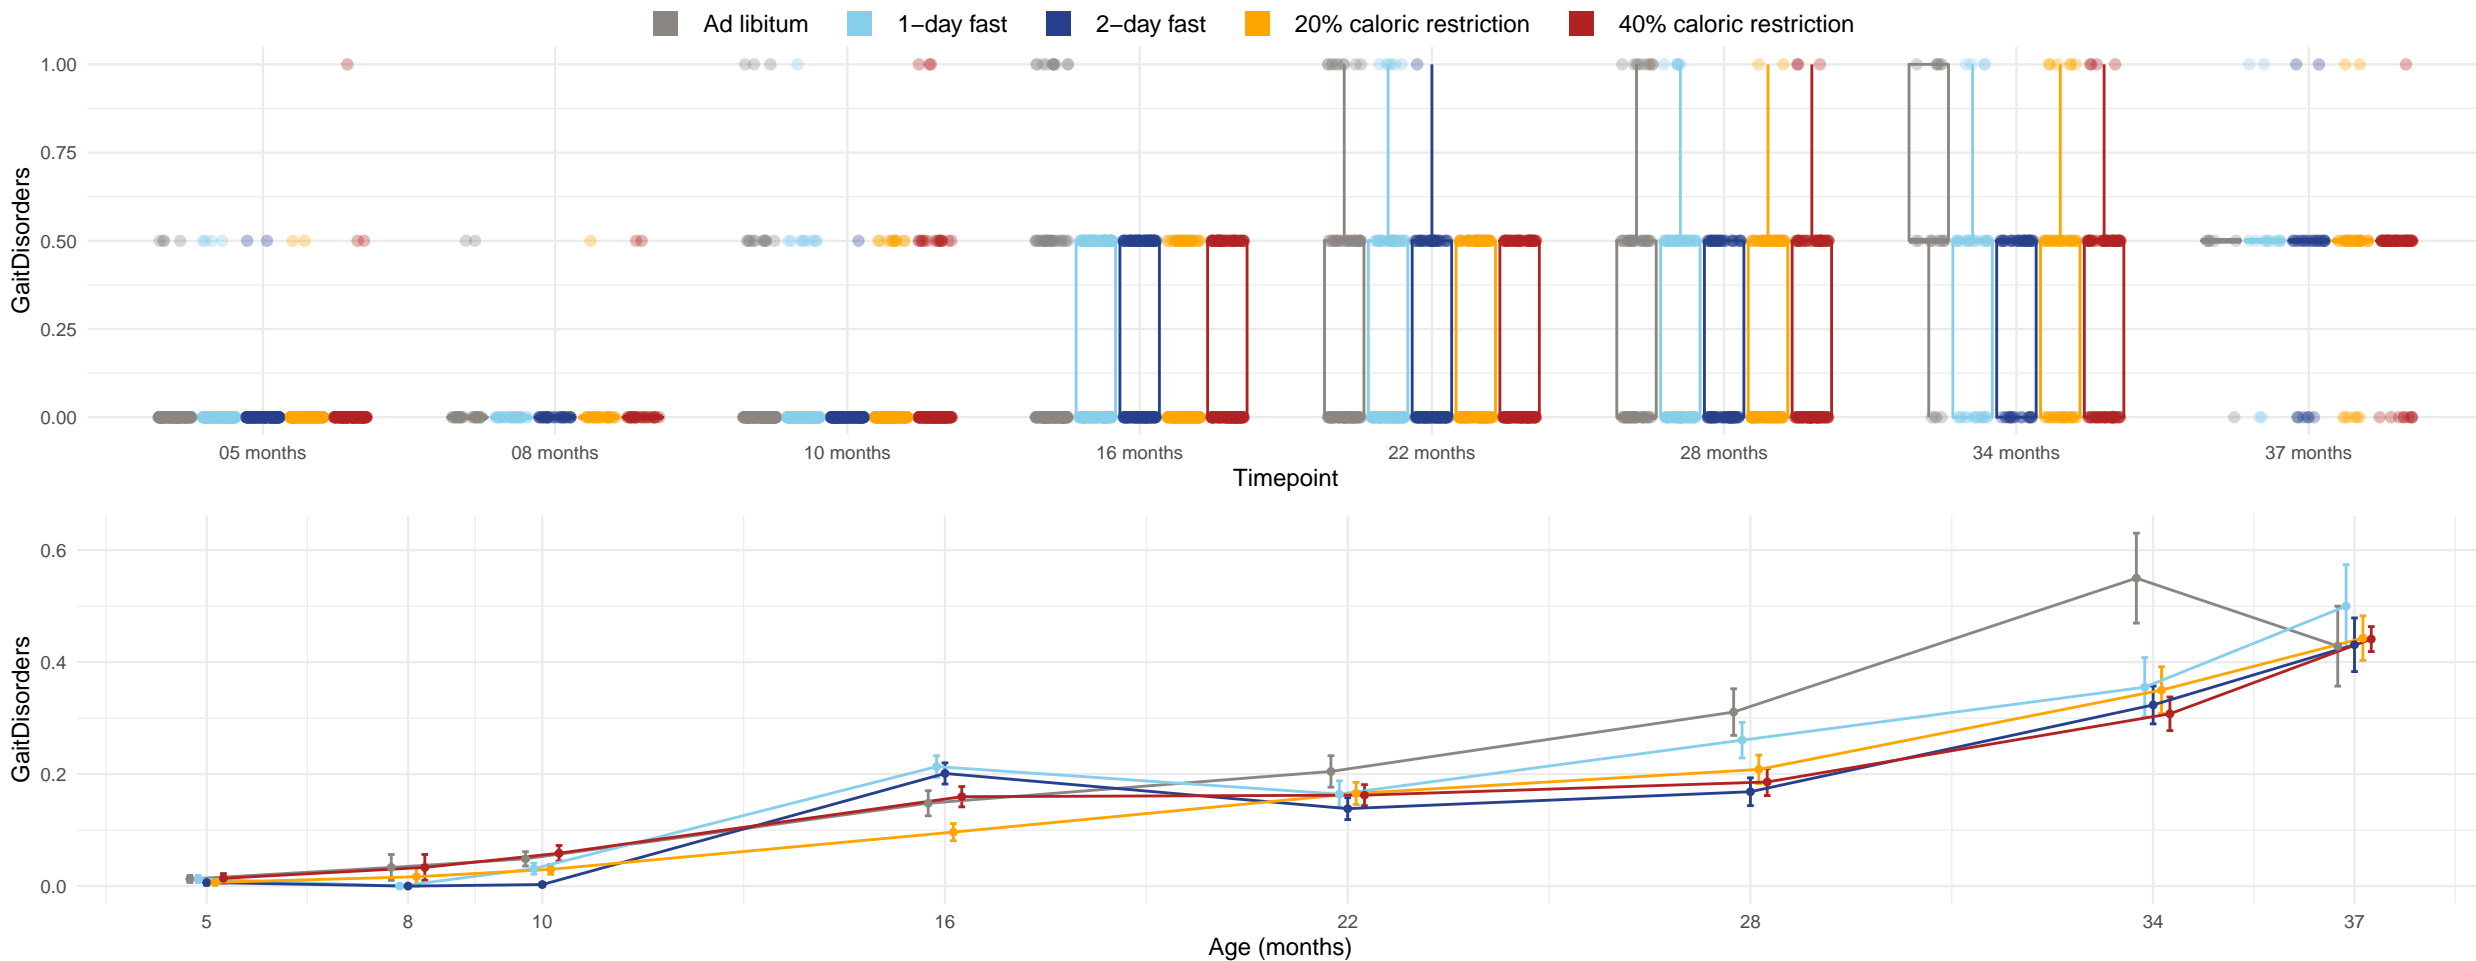 Ad libitum 1−day fast 2−day fast 20% caloric restriction 40% caloric restriction
1.00
0.75
0.50
0.25
0.00
GaitDisorders
05 months 08 months 10 months 16 months 22 months 28 months 34 months 37 months
Timepoint
0.6
0.4
0.2
0.0
GaitDisorders
5 8 10 16 22 28 34 37
Age (months)